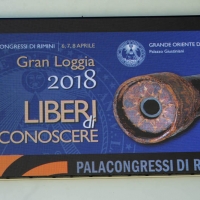 CONGRESSI DI RIMINI | 6.7.8 APRILE
Gran Loggia
2018
LIBERI
di
CONOSCERE
GRANDE ORIENTE D
Palazzo Giustiniani
PALACONGRESSI DI R